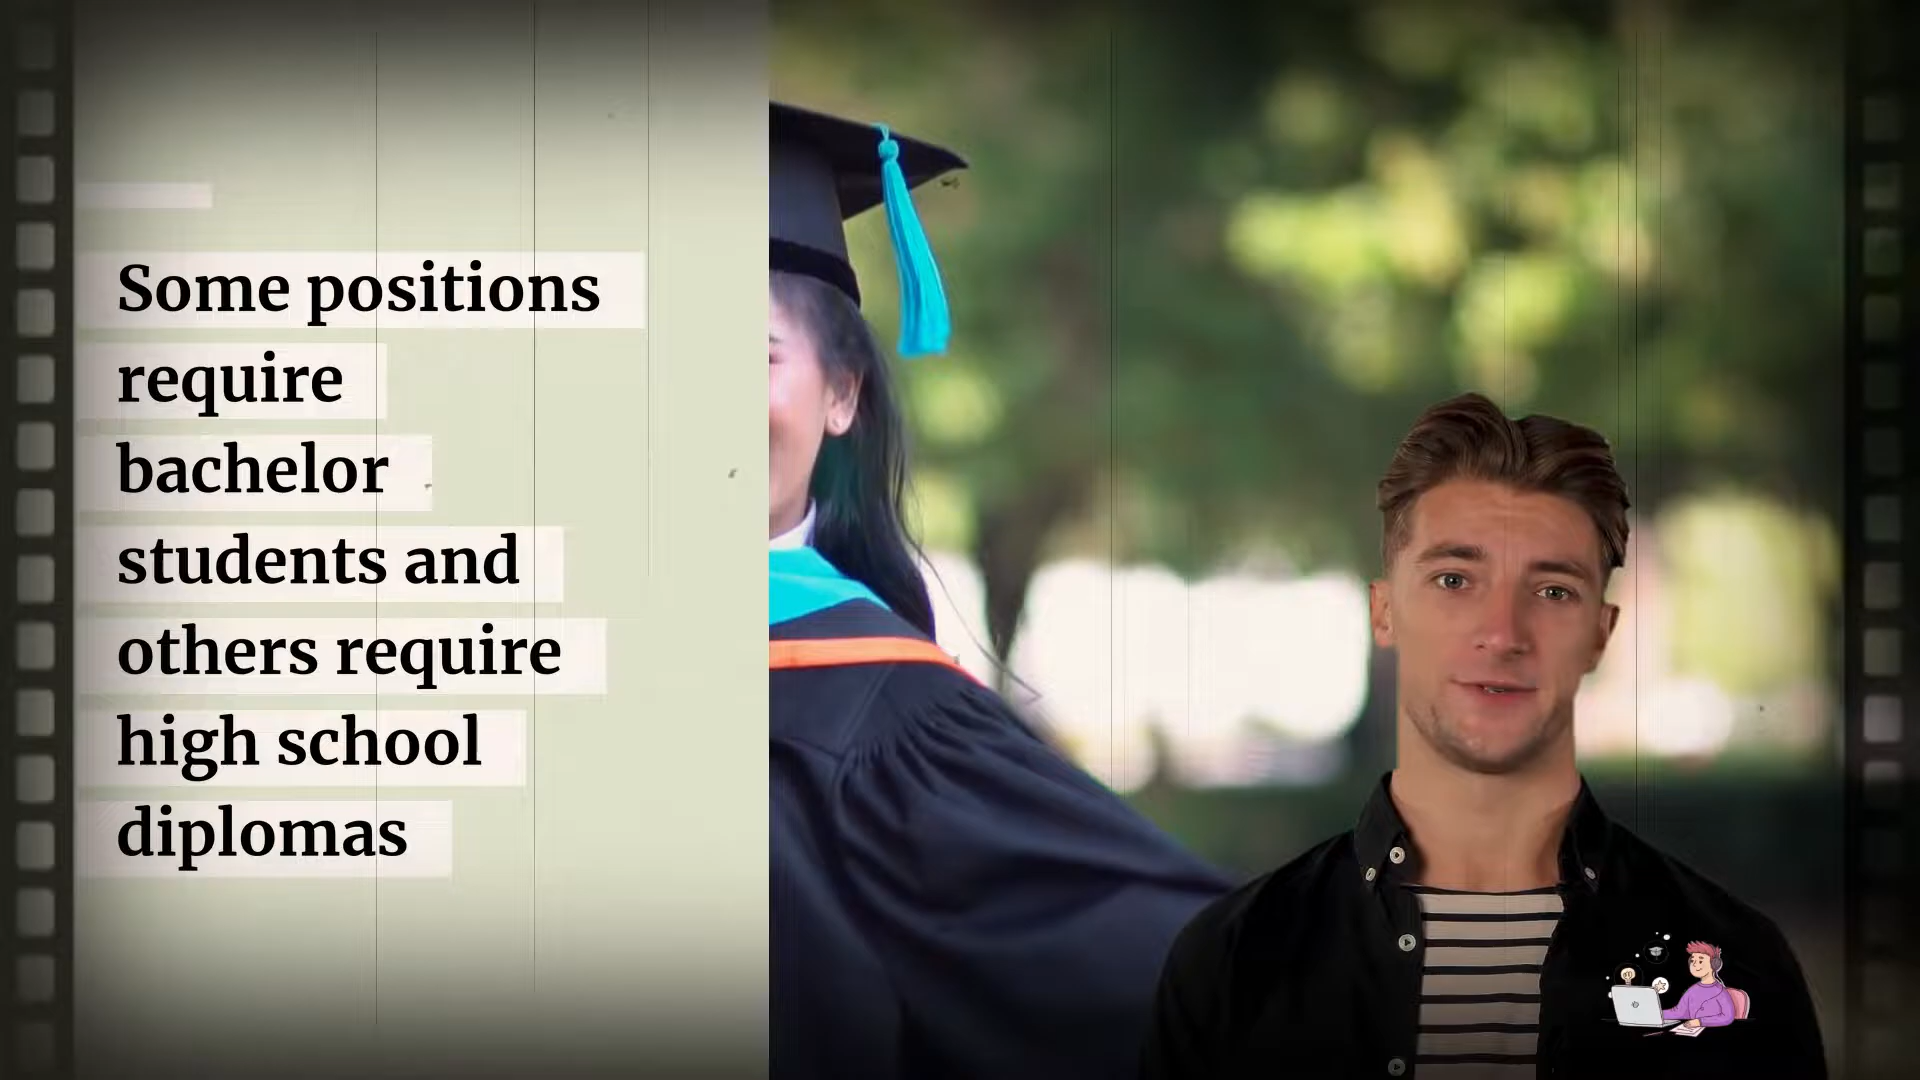 Some positions
require
bachelor
students and
others require
high school
diplomas